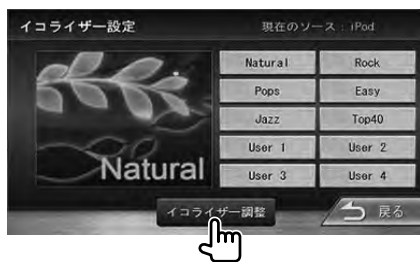 イコライザー設定
現在のソース：iPod
Natural
Natural Rock
Pops Easy
Jazz Top40
User 1 User 2
User 3 User 4
イコライザー調整
戻る